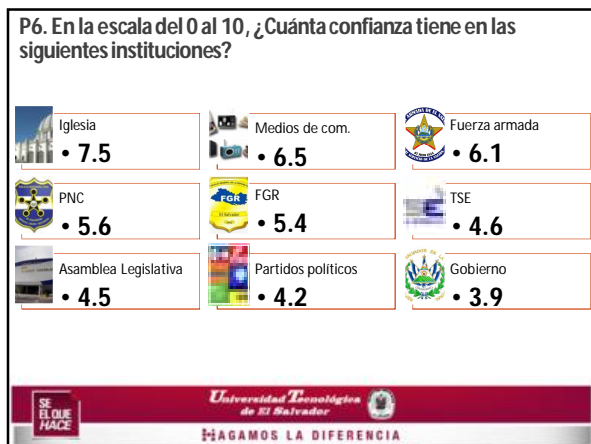 P6. En la escala del 0 al 10, ¿Cuánta confianza tiene en las
siguientes instituciones?
Iglesia
• 7.5
Medios de com.
• 6.5
Fuerza armada
• 6.1
PNC
• 5.6
FGR
FGR
• 5.4
TSE
• 4.6
Asamblea Legislativa
• 4.5
Partidos políticos
• 4.2
Gobierno
• 3.9
SE
EL QUE
HACE
Universidad Tecnológica
de El Salvador
HAGAMOS LA DIFERENCIA